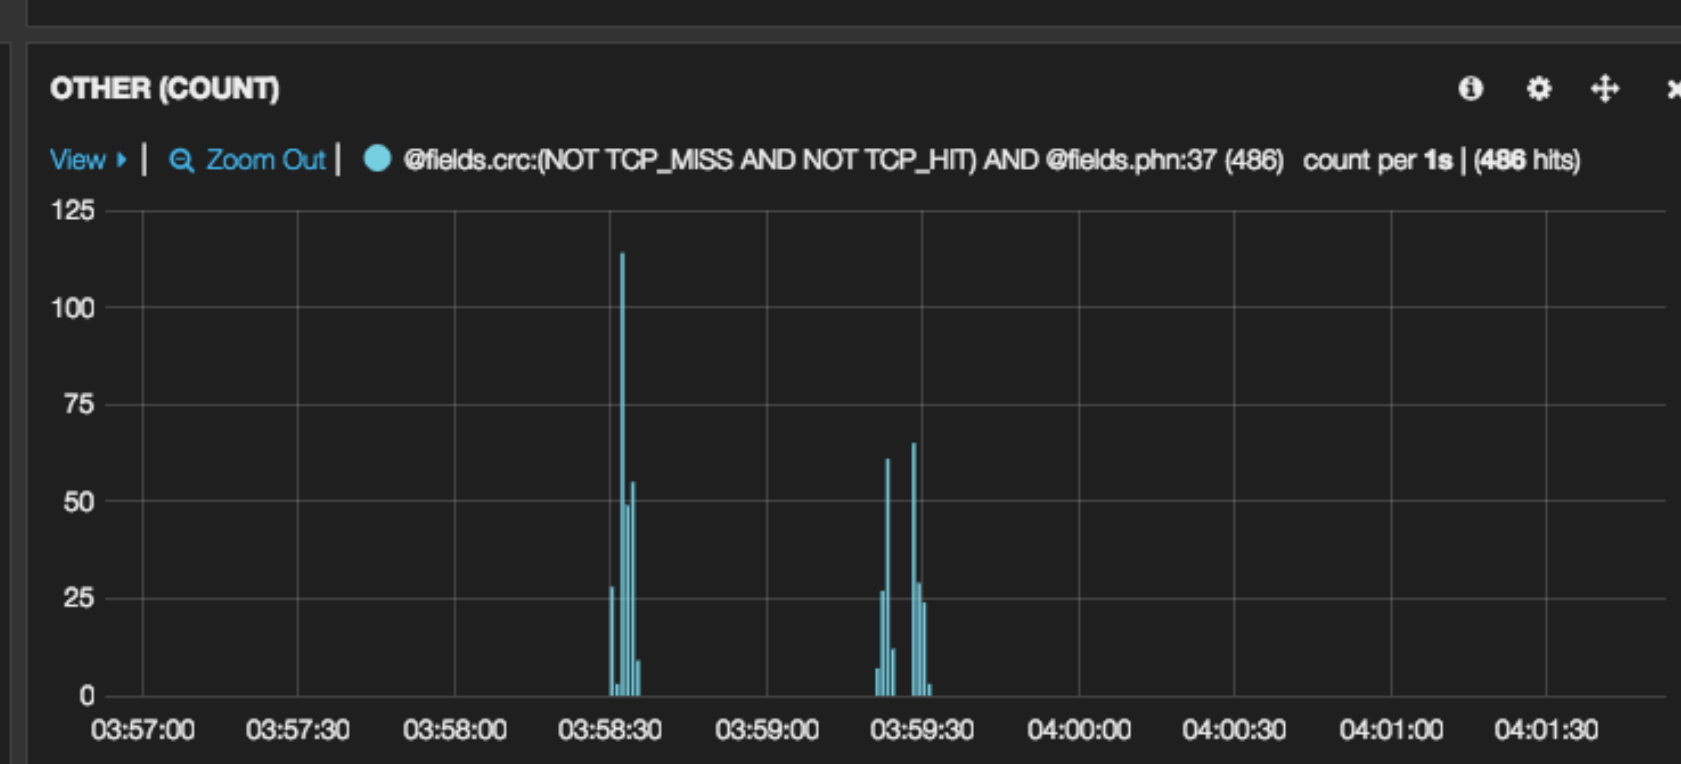 OTHER (COUNT)
View | Zoom Out | @fields.crc:(NOT TCP_MISS AND NOT TCP_HIT) AND @fields.phn:37 (486) count per 1s | (486 hits)
125
100
75
50
25
0
03:57:00 03:57:30 03:58:00 03:58:30 03:59:00 03:59:30 04:00:00 04:00:30 04:01:00 04:01:30